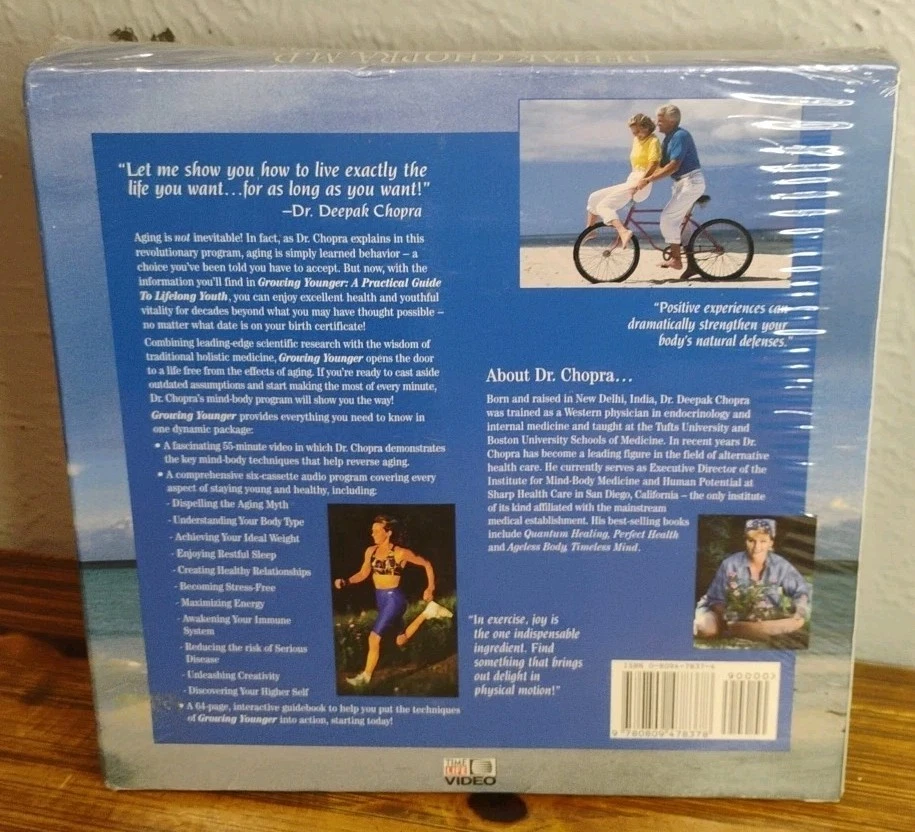 DEEPAK CHOPRA, M.D.
"Let me show you how to live exactly the
life you want...for as long as you want!"
–Dr. Deepak Chopra
Aging is not inevitable! In fact, as Dr. Chopra explains in this
revolutionary program, aging is simply learned behavior – a
choice you've been told you have to accept. But now, with the
information you'll find in Growing Younger: A Practical Guide
To Lifelong Youth, you can enjoy excellent health and youthful
vitality for decades beyond what you may have thought possible –
no matter what date is on your birth certificate!
Combining leading-edge scientific research with the wisdom of
traditional holistic medicine, Growing Younger opens the door
to a life free from the effects of aging. If you're ready to cast aside
outdated assumptions and start making the most of every minute,
Dr. Chopra's mind-body program will show you the way!
Growing Younger provides everything you need to know in
one dynamic package:
• A fascinating 55-minute video in which Dr. Chopra demonstrates
the key mind-body techniques that help reverse aging.
• A comprehensive six-cassette audio program covering every
aspect of staying young and healthy, including:
- Dispelling the Aging Myth
- Understanding Your Body Type
- Achieving Your Ideal Weight
- Enjoying Restful Sleep
- Creating Healthy Relationships
- Becoming Stress-Free
- Maximizing Energy
- Awakening Your Immune
System
- Reducing the risk of Serious
Disease
- Unleashing Creativity
- Discovering Your Higher Self
• A 64-page, interactive guidebook to help you put the techniques
of Growing Younger into action, starting today!
"Positive experiences can
dramatically strengthen your
body's natural defenses."
About Dr. Chopra...
Born and raised in New Delhi, India, Dr. Deepak Chopra
was trained as a Western physician in endocrinology and
internal medicine and taught at the Tufts University and
Boston University Schools of Medicine. In recent years Dr.
Chopra has become a leading figure in the field of alternative
health care. He currently serves as Executive Director of the
Institute for Mind-Body Medicine and Human Potential at
Sharp Health Care in San Diego, California – the only institute
of its kind affiliated with the mainstream
medical establishment. His best-selling books
include Quantum Healing, Perfect Health
and Ageless Body, Timeless Mind.
"In exercise, joy is
the one indispensable
ingredient. Find
something that brings
out delight in
physical motion!"
ISBN 0-8094-7837-6
90000>
9 780809 478378
TIME
LIFE
VIDEO